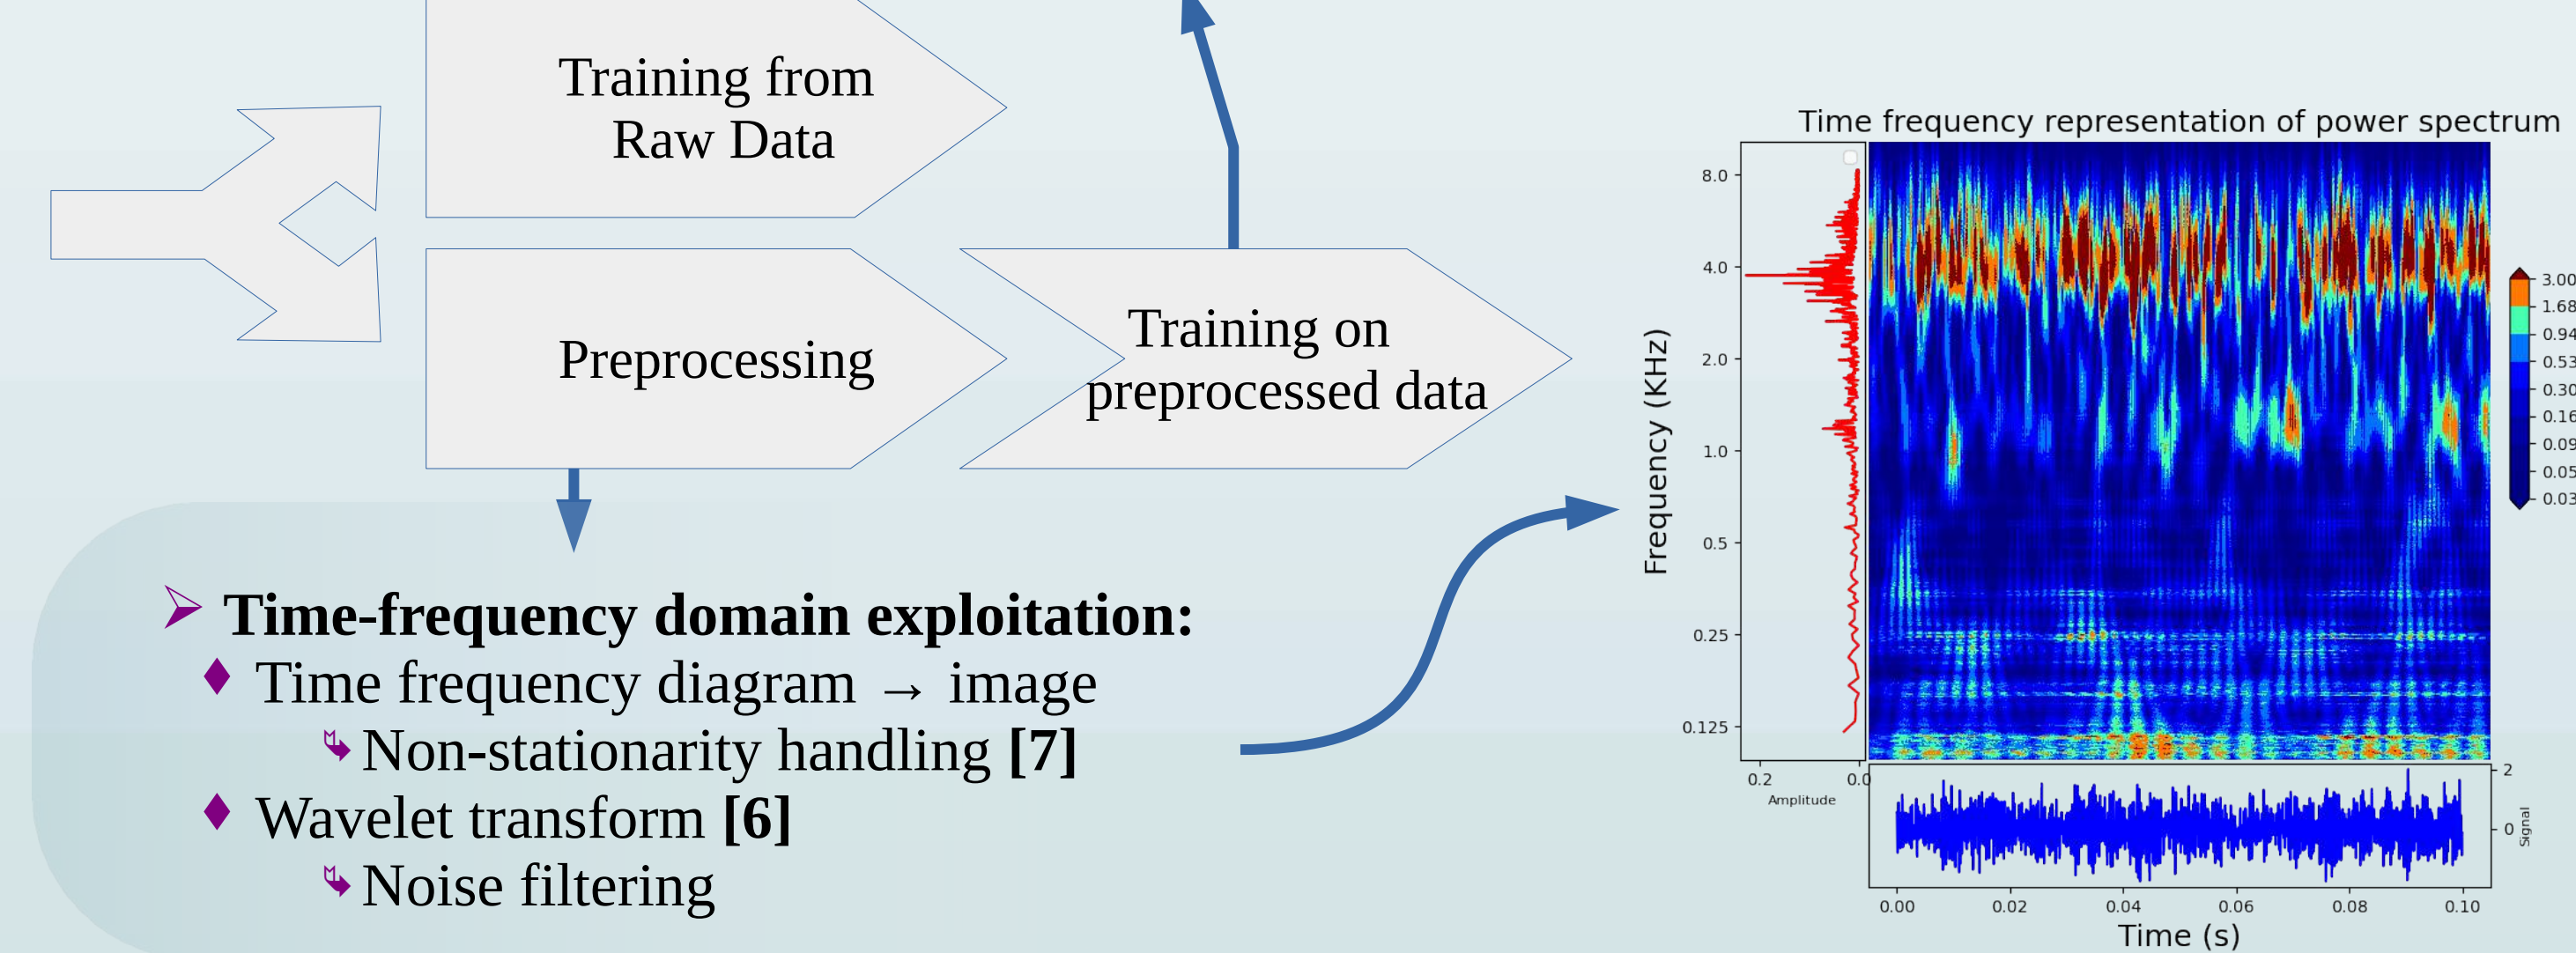 Training from
Raw Data
Preprocessing
Training on
preprocessed data
➢ Time-frequency domain exploitation:
♦ Time frequency diagram → image
↳ Non-stationarity handling [7]
♦ Wavelet transform [6]
↳ Noise filtering
Time frequency representation of power spectrum
Frequency (KHz)
8.0
4.0
2.0
1.0
0.5
0.25
0.125
0.2 0.0
Amplitude
3.00
1.68
0.94
0.53
0.30
0.16
0.09
0.05
0.03
2
0
Signal
0.00 0.02 0.04 0.06 0.08 0.10
Time (s)